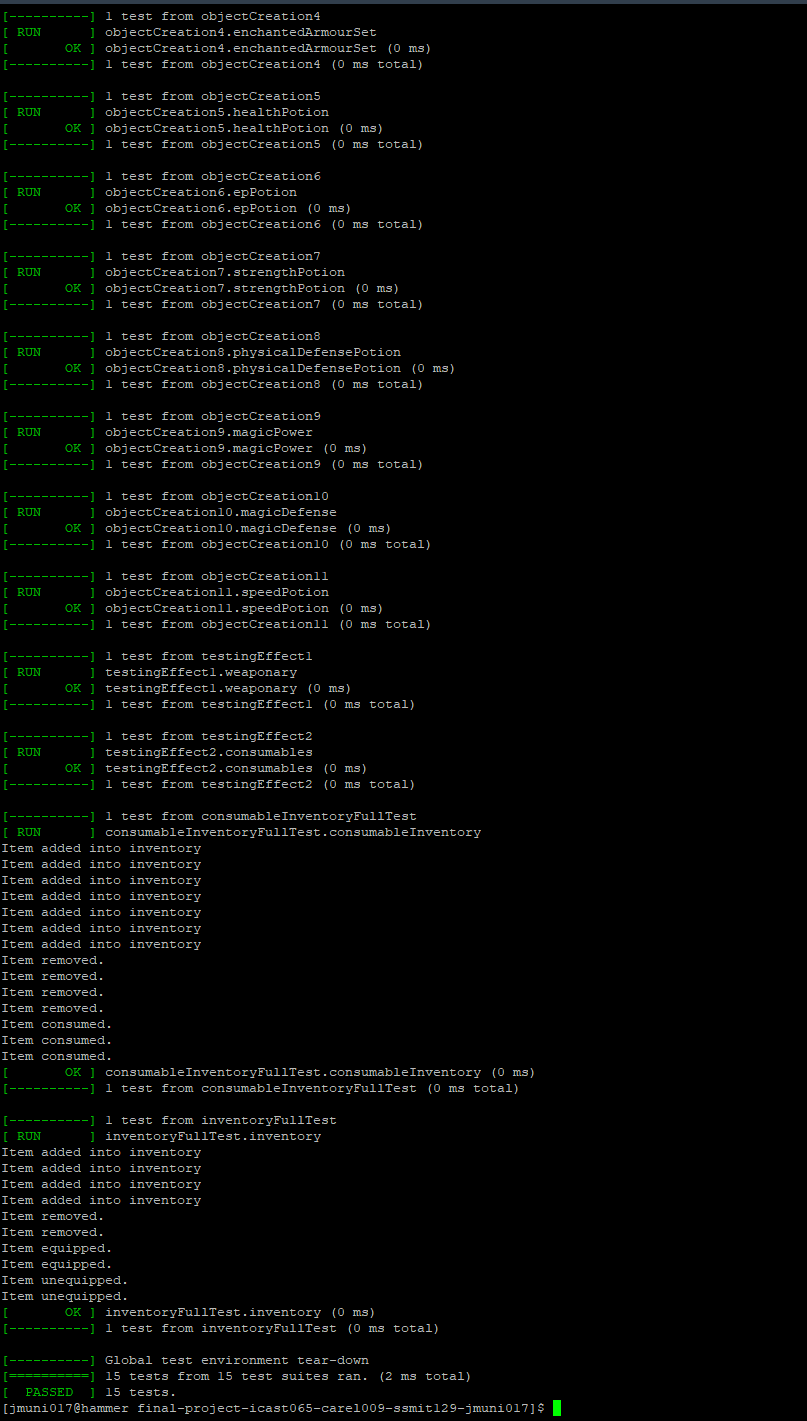 [----------] 1 test from objectCreation4
[ RUN      ] objectCreation4.enchantedArmourSet
[       OK ] objectCreation4.enchantedArmourSet (0 ms)
[----------] 1 test from objectCreation4 (0 ms total)

[----------] 1 test from objectCreation5
[ RUN      ] objectCreation5.healthPotion
[       OK ] objectCreation5.healthPotion (0 ms)
[----------] 1 test from objectCreation5 (0 ms total)

[----------] 1 test from objectCreation6
[ RUN      ] objectCreation6.epPotion
[       OK ] objectCreation6.epPotion (0 ms)
[----------] 1 test from objectCreation6 (0 ms total)

[----------] 1 test from objectCreation7
[ RUN      ] objectCreation7.strengthPotion
[       OK ] objectCreation7.strengthPotion (0 ms)
[----------] 1 test from objectCreation7 (0 ms total)

[----------] 1 test from objectCreation8
[ RUN      ] objectCreation8.physicalDefensePotion
[       OK ] objectCreation8.physicalDefensePotion (0 ms)
[----------] 1 test from objectCreation8 (0 ms total)

[----------] 1 test from objectCreation9
[ RUN      ] objectCreation9.magicPower
[       OK ] objectCreation9.magicPower (0 ms)
[----------] 1 test from objectCreation9 (0 ms total)

[----------] 1 test from objectCreation10
[ RUN      ] objectCreation10.magicDefense
[       OK ] objectCreation10.magicDefense (0 ms)
[----------] 1 test from objectCreation10 (0 ms total)

[----------] 1 test from objectCreation11
[ RUN      ] objectCreation11.speedPotion
[       OK ] objectCreation11.speedPotion (0 ms)
[----------] 1 test from objectCreation11 (0 ms total)

[----------] 1 test from testingEffect1
[ RUN      ] testingEffect1.weaponary
[       OK ] testingEffect1.weaponary (0 ms)
[----------] 1 test from testingEffect1 (0 ms total)

[----------] 1 test from testingEffect2
[ RUN      ] testingEffect2.consumables
[       OK ] testingEffect2.consumables (0 ms)
[----------] 1 test from testingEffect2 (0 ms total)

[----------] 1 test from consumableInventoryFullTest
[ RUN      ] consumableInventoryFullTest.consumableInventory
Item added into inventory
Item added into inventory
Item added into inventory
Item added into inventory
Item added into inventory
Item added into inventory
Item added into inventory
Item removed.
Item removed.
Item removed.
Item removed.
Item consumed.
Item consumed.
Item consumed.
[       OK ] consumableInventoryFullTest.consumableInventory (0 ms)
[----------] 1 test from consumableInventoryFullTest (0 ms total)

[----------] 1 test from inventoryFullTest
[ RUN      ] inventoryFullTest.inventory
Item added into inventory
Item added into inventory
Item added into inventory
Item added into inventory
Item removed.
Item removed.
Item equipped.
Item equipped.
Item unequipped.
Item unequipped.
[       OK ] inventoryFullTest.inventory (0 ms)
[----------] 1 test from inventoryFullTest (0 ms total)

[----------] Global test environment tear-down
[==========] 15 tests from 15 test suites ran. (2 ms total)
[  PASSED  ] 15 tests.
[jmuni017@hammer final-project-icast065-carel009-ssmit129-jmuni017]$